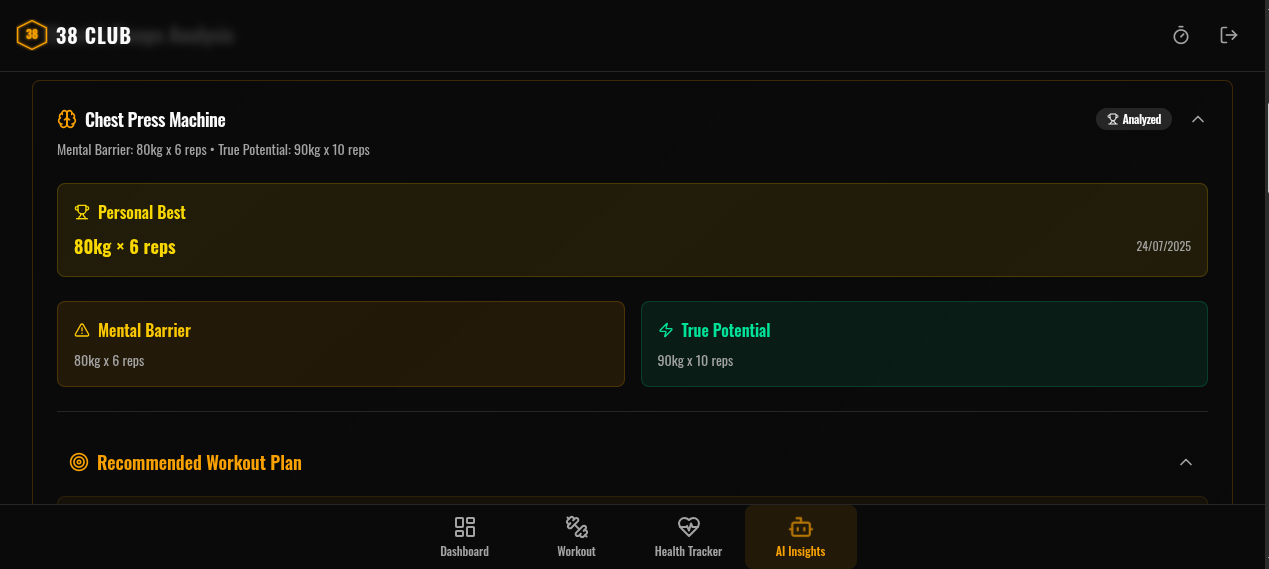 38
38 CLUB
Chest Press Machine
Analyzed
Mental Barrier: 80kg x 6 reps • True Potential: 90kg x 10 reps
Personal Best
80kg × 6 reps
24/07/2025
Mental Barrier
True Potential
80kg x 6 reps
90kg x 10 reps
Recommended Workout Plan
Dashboard
Workout
Health Tracker
AI Insights